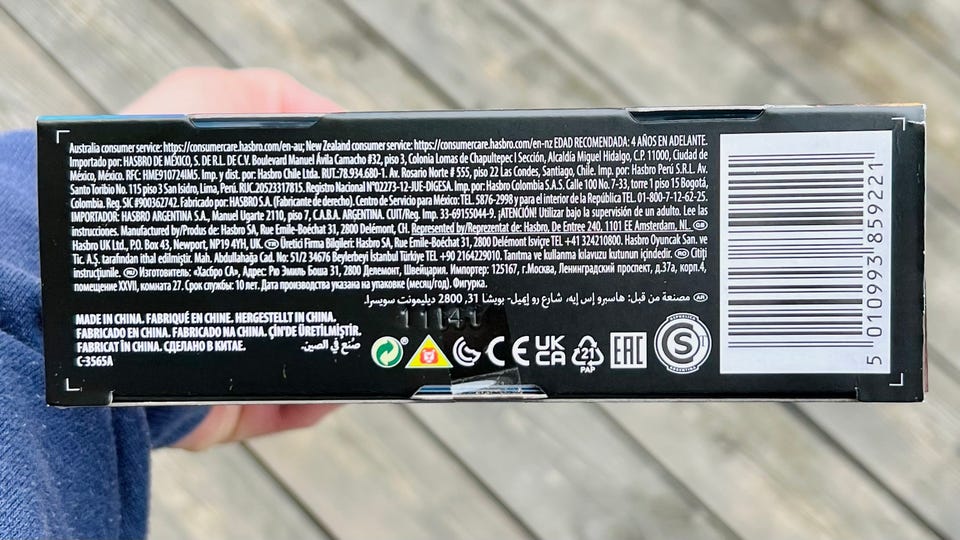 Australia consumer service: https://consumercare.hasbro.com/en-au; New Zealand consumer service: https://consumercare.hasbro.com/en-nz EDAD RECOMENDADA: 4 AÑOS EN ADELANTE.
Importado por: HASBRO DE MÉXICO, S. DE R.L. DE C.V. Boulevard Manuel Ávila Camacho #32, piso 3, Colonia Lomas de Chapultepec I Sección, Alcaldía Miguel Hidalgo, C.P. 11000, Ciudad de
México, México. RFC: HME910724IM5. Imp. y dist. por: Hasbro Chile Ltda. RUT.:78.934.680-1. Av. Rosario Norte # 555, piso 22 Las Condes, Santiago, Chile. Imp. por: Hasbro Perú S.R.L. Av.
Santo Toribio No. 115 piso 3 San Isidro, Lima, Perú. RUC.20523317815. Registro Nacional N°02273-12-JUE-DIGESA. Imp. por: Hasbro Colombia S.A.S. Calle 100 No. 7-33, torre 1 piso 15 Bogotá,
Colombia. Reg. SIC #900362742. Fabricado por: HASBRO S.A. (Fabricante de derecho). Centro de Servicio para México: TEL. 5876-2998 y para el interior de la República TEL. 01-800-7-12-62-25.
IMPORTADOR: HASBRO ARGENTINA S.A., Manuel Ugarte 2110, piso 7, C.A.B.A. ARGENTINA. CUIT/Reg. Imp. 33-69155044-9. ¡ATENCIÓN! Utilizar bajo la supervisión de un adulto. Lee las
instrucciones. Manufactured by/Produs de: Hasbro SA, Rue Emile-Boéchat 31, 2800 Delémont, CH. Represented by/Reprezentat de: Hasbro, De Entree 240, 1101 EE Amsterdam, NL. GB
Hasbro UK Ltd., P.O. Box 43, Newport, NP19 4YH, UK. TR Üretici Firma Bilgileri: Hasbro SA, Rue Emile-Boéchat 31, 2800 Delémont İsviçre TEL +41 324210800. Hasbro Oyuncak San. ve
Tic. A.Ş. tarafından ithal edilmiştir. Mah. Abdullahağa Cad. No: 51/2 34676 Beylerbeyi İstanbul Türkiye TEL +90 2164229010. Tanıtma ve kullanma kılavuzu kutunun içindedir. RO Citiți
instrucțiunile. RU Изготовитель: «Хасбро СА», Адрес: Рю Эмиль Боша 31, 2800 Делемонт, Швейцария. Импортер: 125167, г.Москва, Ленинградский проспект, д.37а, корп.4,
помещение XXVII, комната 27. Срок службы: 10 лет. Дата производства указана на упаковке (месяц/год). Фигурка.
AR مصنعة من قبل: هاسبرو إس إيه، شارع رو إميل- بويشا 31, 2800 ديليمونت سويسرا.
MADE IN CHINA. FABRIQUÉ EN CHINE. HERGESTELLT IN CHINA.
FABRICADO EN CHINA. FABRICADO NA CHINA. ÇİN'DE ÜRETİLMİŞTİR.
FABRICAT ÎN CHINA. СДЕЛАНО В КИТАЕ. صنع في الصين.
C-3565A
11141
CE
UK
CA
21
PAP
EAC
S
5 010993 859221